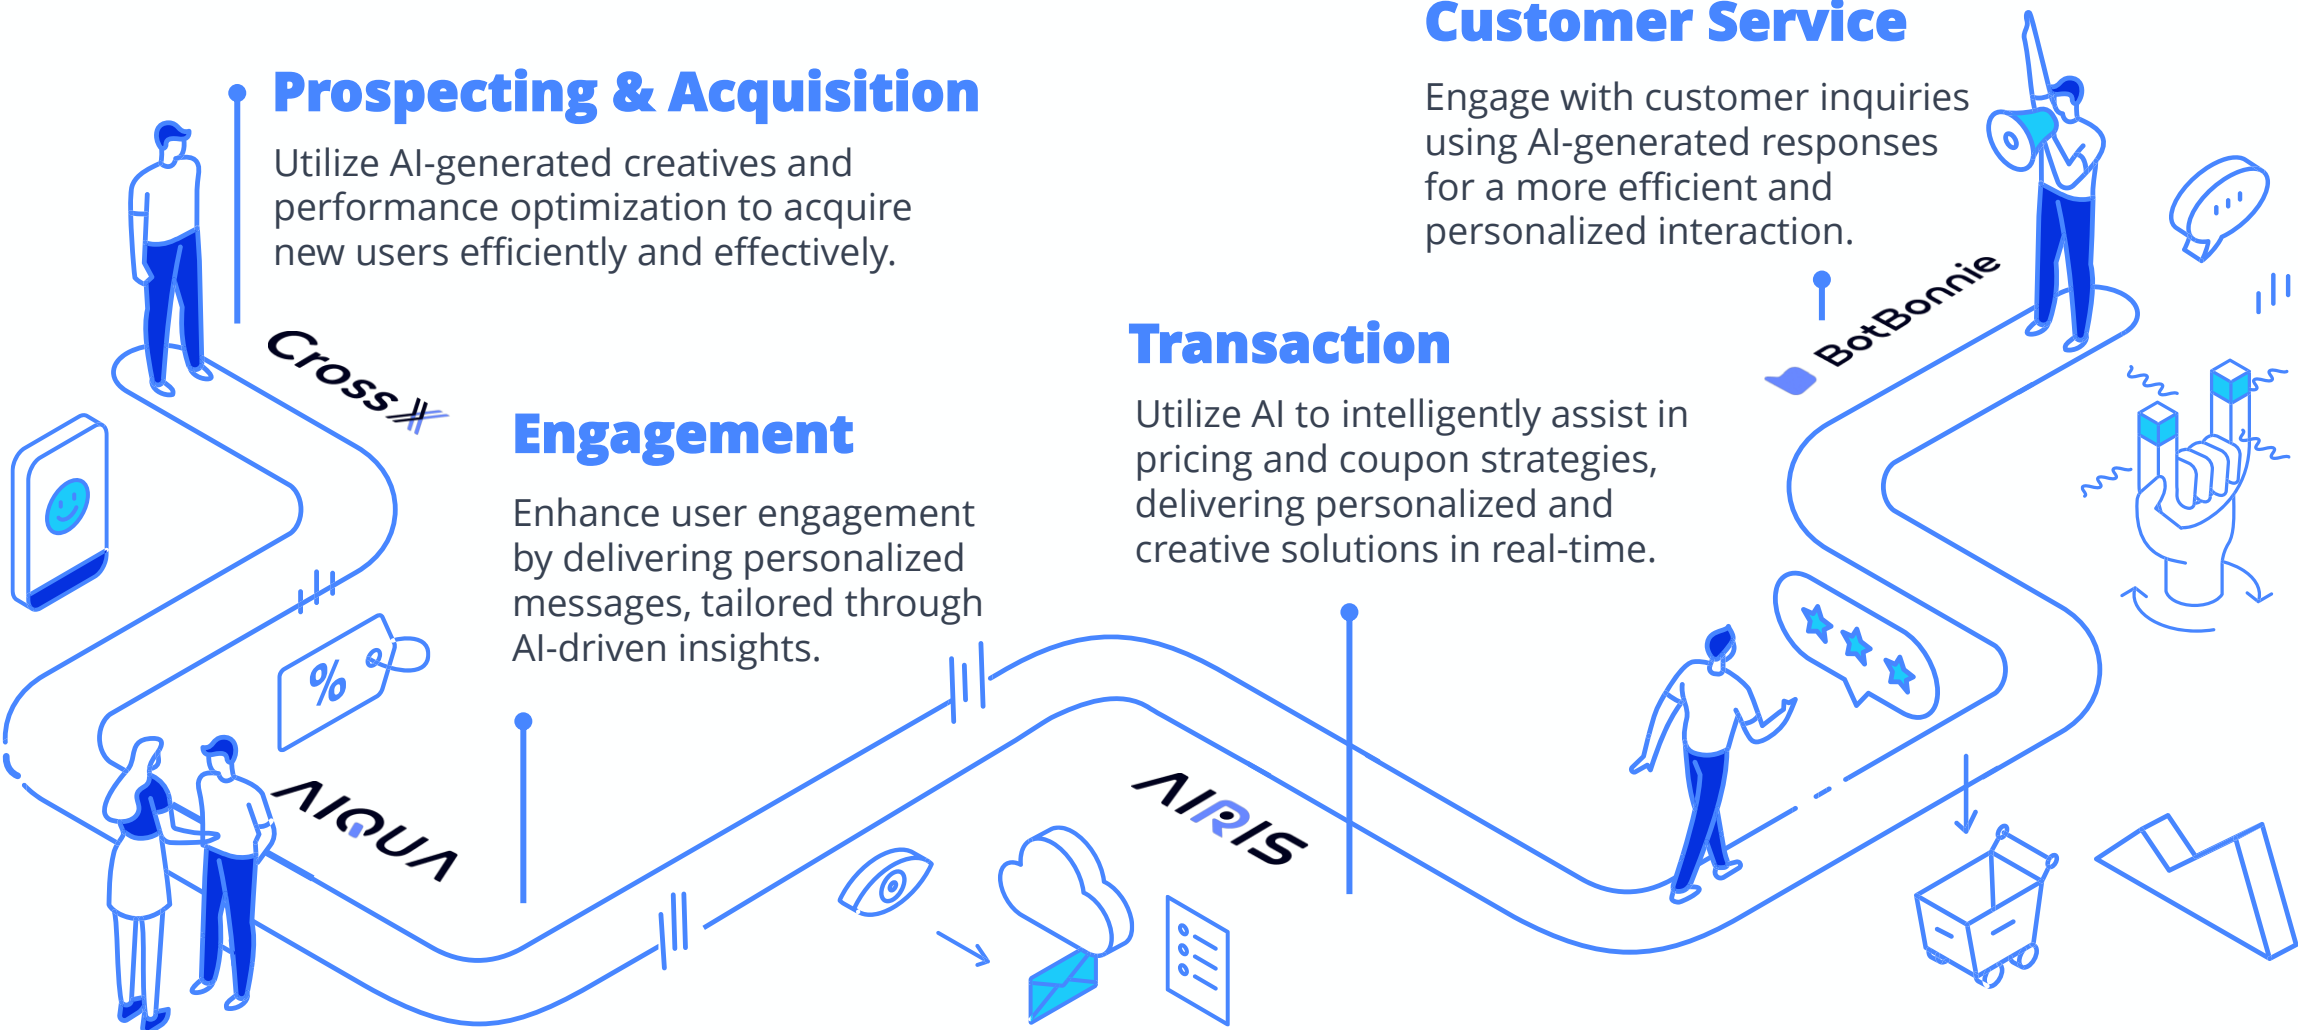 Prospecting & Acquisition
Utilize AI-generated creatives and
performance optimization to acquire
new users efficiently and effectively.
CrossX
Engagement
Enhance user engagement
by delivering personalized
messages, tailored through
AI-driven insights.
%
AIQUA
Transaction
Utilize AI to intelligently assist in
pricing and coupon strategies,
delivering personalized and
creative solutions in real-time.
AIRIS
Customer Service
Engage with customer inquiries
using AI-generated responses
for a more efficient and
personalized interaction.
BotBonnie